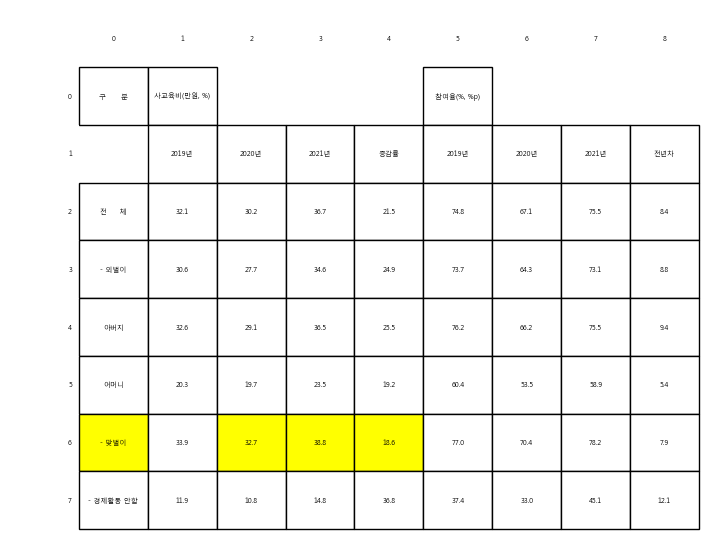 0 1 2 3 4 5 6 7 8
0 구 분 사교육비(만원, %) 참여율(%, %p)
1 2019년 2020년 2021년 증감률 2019년 2020년 2021년 전년차
2 전 체 32.1 30.2 36.7 21.5 74.8 67.1 75.5 8.4
3 - 외벌이 30.6 27.7 34.6 24.9 73.7 64.3 73.1 8.8
4 아버지 32.6 29.1 36.5 25.5 76.2 66.2 75.5 9.4
5 어머니 20.3 19.7 23.5 19.2 60.4 53.5 58.9 5.4
6 - 맞벌이 33.9 32.7 38.8 18.6 77.0 70.4 78.2 7.9
7 - 경제활동 안함 11.9 10.8 14.8 36.8 37.4 33.0 45.1 12.1